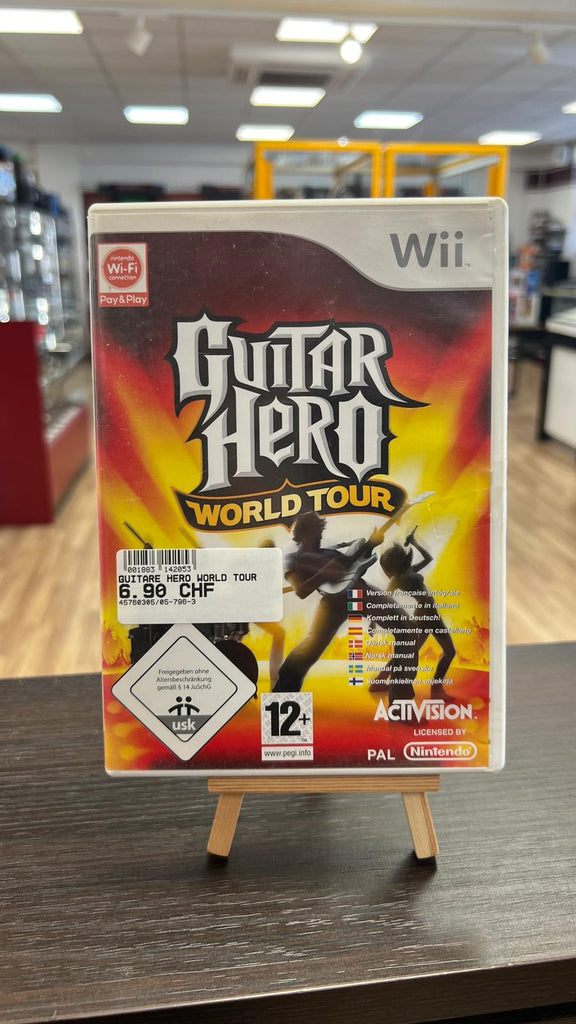 Wii
nintendo
Wi-Fi
connection
Pay & Play
GUITAR
HERO
WORLD TOUR
001883 142053
GUITARE HERO WORLD TOUR
6.90 CHF
45760305/05-796-3
Version française intégrale
Completamente in italiano
Komplett in Deutsch!
Completamente en castellano
Dansk manual
Norsk manual
Manual på svenska
Suomenkielinen ohjekirja
Freigegeben ohne
Altersbeschränkung
gemäß § 14 JuSchG
usk
12+
www.pegi.info
ACTIVISION
LICENSED BY
PAL
Nintendo